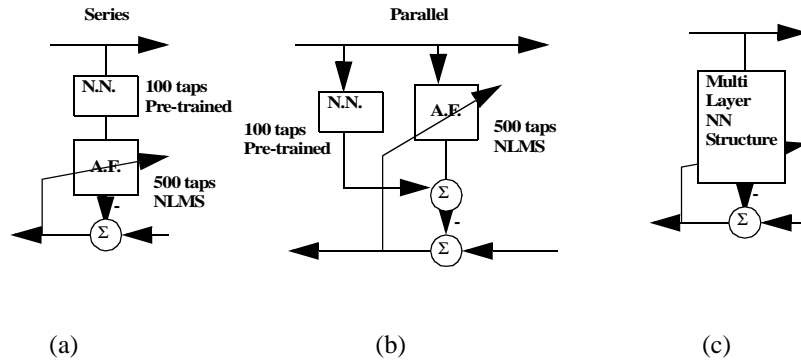 Series
N.N.
100 taps
Pre-trained
A.F.
500 taps
NLMS
-
Σ
(a)
Parallel
N.N.
100 taps
Pre-trained
A.F.
500 taps
NLMS
Σ
-
Σ
(b)
Multi
Layer
NN
Structure
-
Σ
(c)